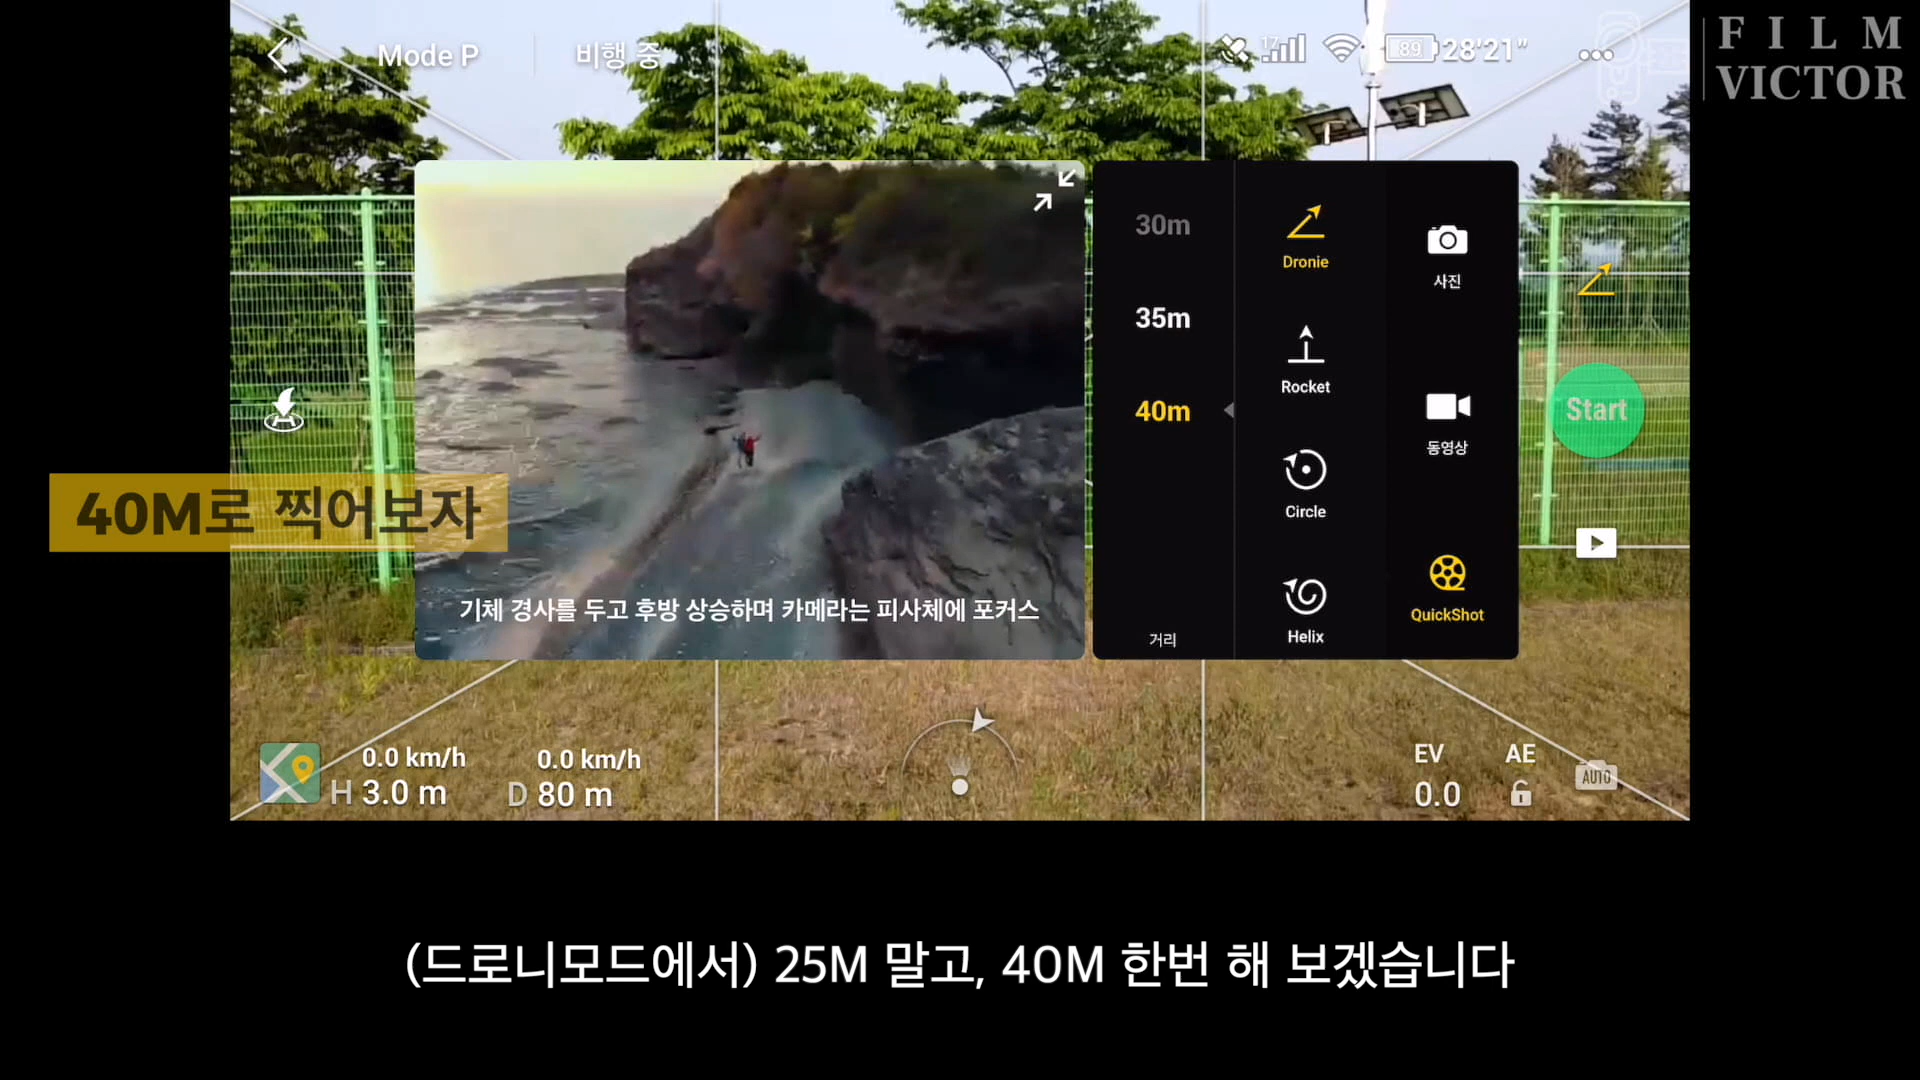 Mode P
비행 중
17
89
28'21"
FILM
VICTOR
30m
35m
40m
거리
Dronie
Rocket
Circle
Helix
사진
동영상
QuickShot
Start
40M로 찍어보자
기체 경사를 두고 후방 상승하며 카메라는 피사체에 포커스
0.0 km/h
0.0 km/h
H 3.0 m
D 80 m
EV
0.0
AE
AUTO
(드로니모드에서) 25M 말고, 40M 한번 해 보겠습니다